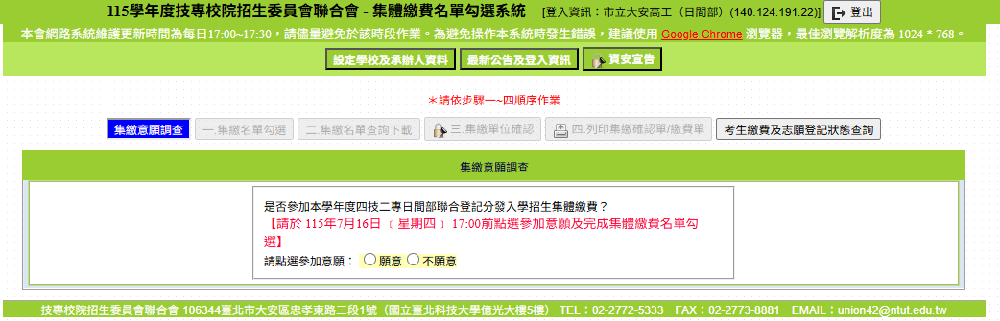 115學年度技專校院招生委員會聯合會 - 集體繳費名單勾選系統 [登入資訊：市立大安高工（日間部）(140.124.191.22)] 登出
本會網路系統維護更新時間為每日17:00~17:30，請儘量避免於該時段作業。為避免操作本系統時發生錯誤，建議使用 Google Chrome 瀏覽器，最佳瀏覽解析度為 1024 * 768。
設定學校及承辦人資料 最新公告及登入資訊 資安宣告
＊請依步驟一~四順序作業
集繳意願調查 一.集繳名單勾選 二.集繳名單查詢下載 三.集繳單位確認 四.列印集繳確認單/繳費單 考生繳費及志願登記狀態查詢
集繳意願調查
是否參加本學年度四技二專日間部聯合登記分發入學招生集體繳費？
【請於 115年7月16日﹝星期四﹞17:00前點選參加意願及完成集體繳費名單勾
選】
請點選參加意願： 願意 不願意
技專校院招生委員會聯合會 106344臺北市大安區忠孝東路三段1號（國立臺北科技大學億光大樓5樓） TEL：02-2772-5333 FAX：02-2773-8881 EMAIL：union42@ntut.edu.tw